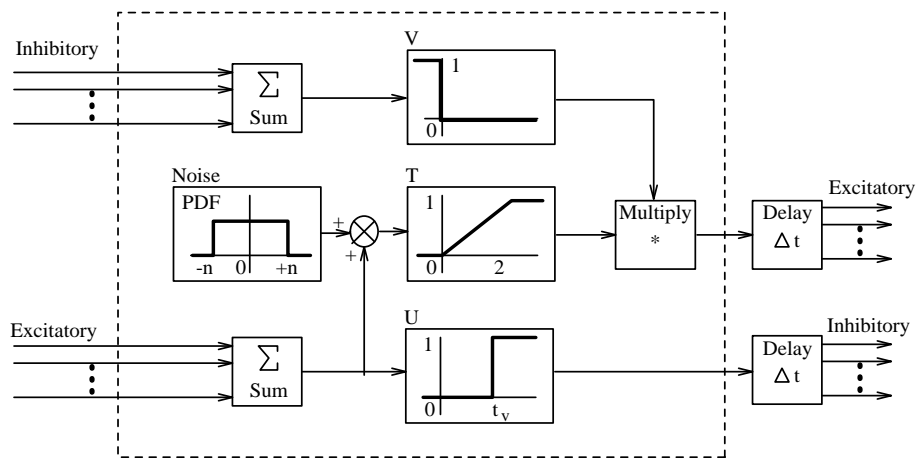 V
Inhibitory
Σ
Sum
1
0
Noise
PDF
-n 0 +n
+
+
T
1
0 2
Multiply
*
Delay
Δ t
Excitatory
Excitatory
Σ
Sum
U
1
0 t v
Delay
Δ t
Inhibitory